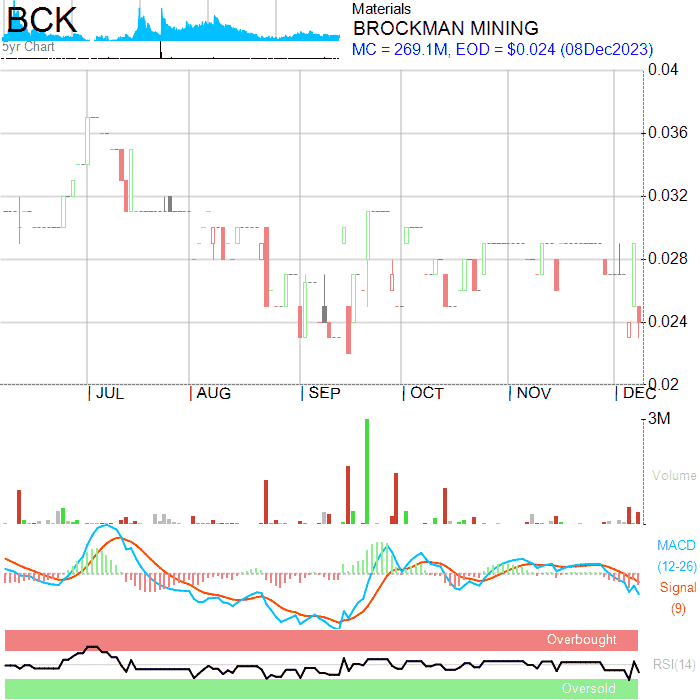 BCK
5yr Chart
Materials
BROCKMAN MINING
MC = 269.1M, EOD = $0.024 (08Dec2023)
0.04
0.036
0.032
0.028
0.024
0.02
JUL AUG SEP OCT NOV DEC
3M
Volume
MACD
(12-26)
Signal
(9)
Overbought
RSI(14)
Oversold